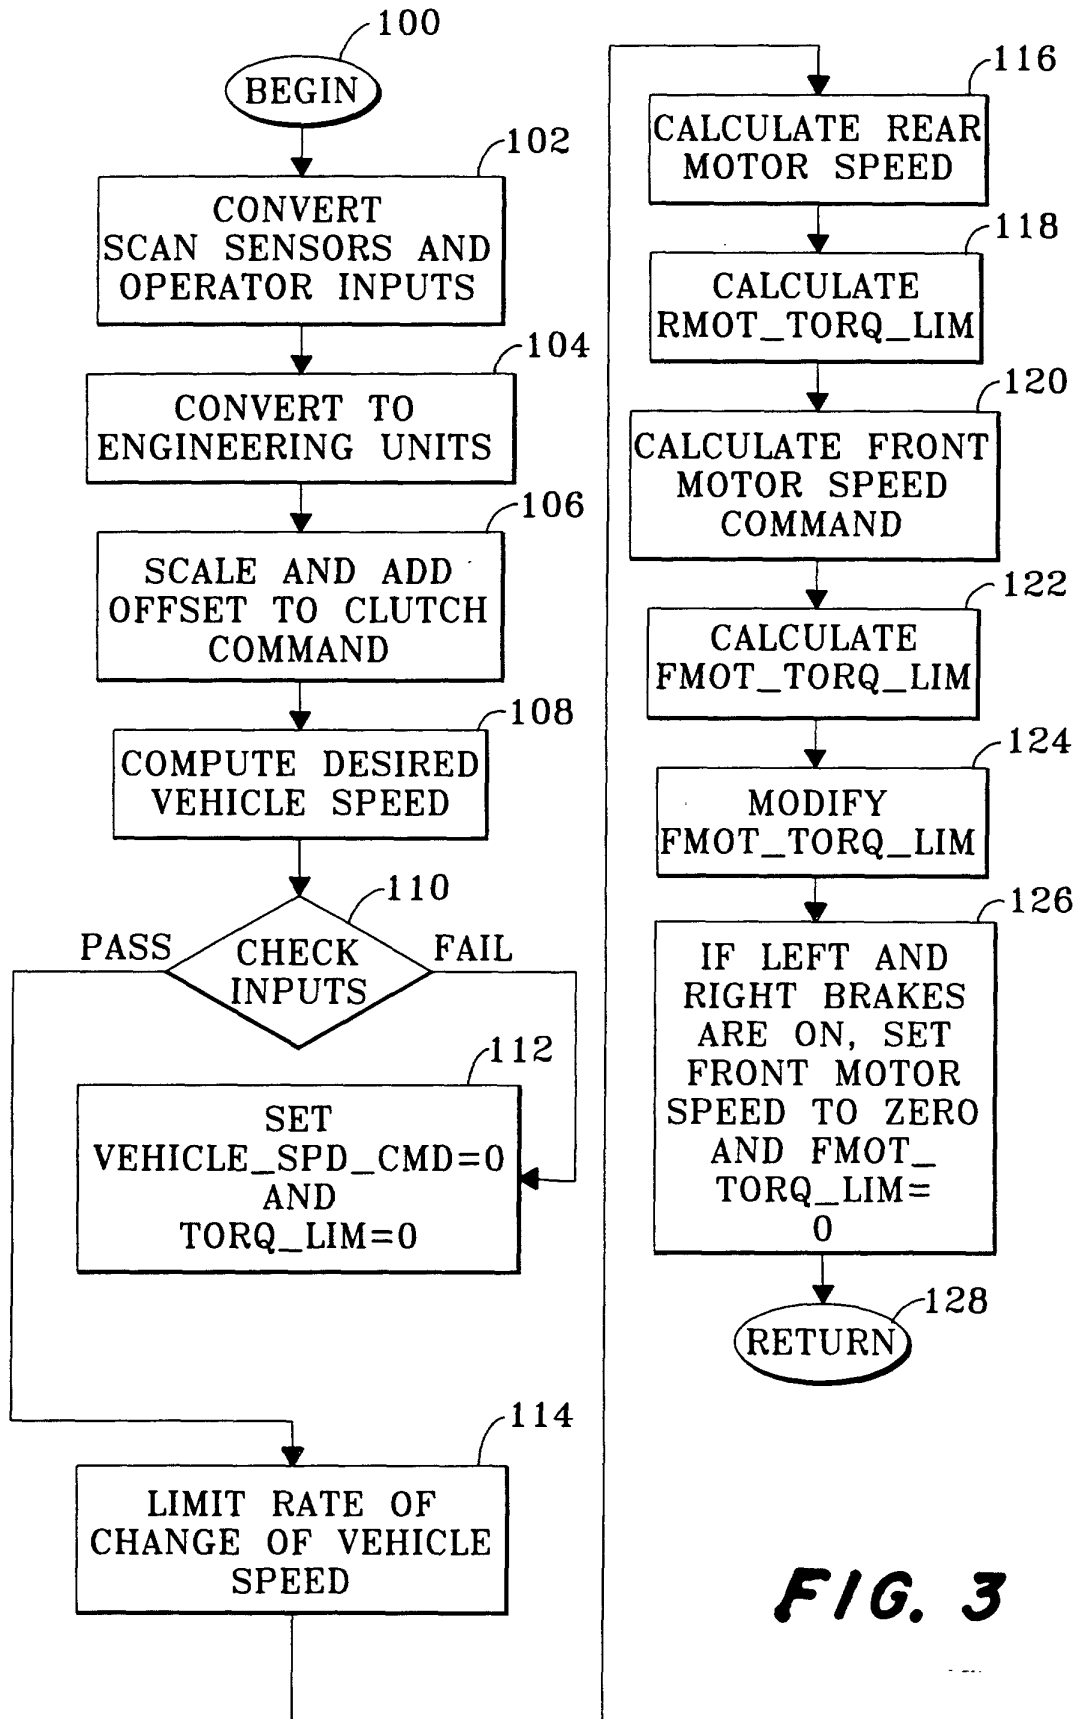 100
BEGIN
102
CONVERT
SCAN SENSORS AND
OPERATOR INPUTS
104
CONVERT TO
ENGINEERING UNITS
106
SCALE AND ADD
OFFSET TO CLUTCH
COMMAND
108
COMPUTE DESIRED
VEHICLE SPEED
110
PASS
CHECK
INPUTS
FAIL
112
SET
VEHICLE_SPD_CMD=0
AND
TORQ_LIM=0
114
LIMIT RATE OF
CHANGE OF VEHICLE
SPEED
116
CALCULATE REAR
MOTOR SPEED
118
CALCULATE
RMOT_TORQ_LIM
120
CALCULATE FRONT
MOTOR SPEED
COMMAND
122
CALCULATE
FMOT_TORQ_LIM
124
MODIFY
FMOT_TORQ_LIM
126
IF LEFT AND
RIGHT BRAKES
ARE ON, SET
FRONT MOTOR
SPEED TO ZERO
AND FMOT_
TORQ_LIM=
0
128
RETURN
FIG. 3